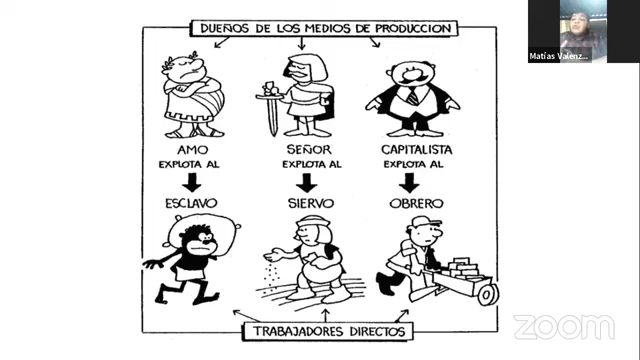 DUEÑOS DE LOS MEDIOS DE PRODUCCION
Matías Valenz...
AMO
EXPLOTA AL
SEÑOR
EXPLOTA AL
CAPITALISTA
EXPLOTA AL
ESCLAVO
SIERVO
OBRERO
TRABAJADORES DIRECTOS
zoom